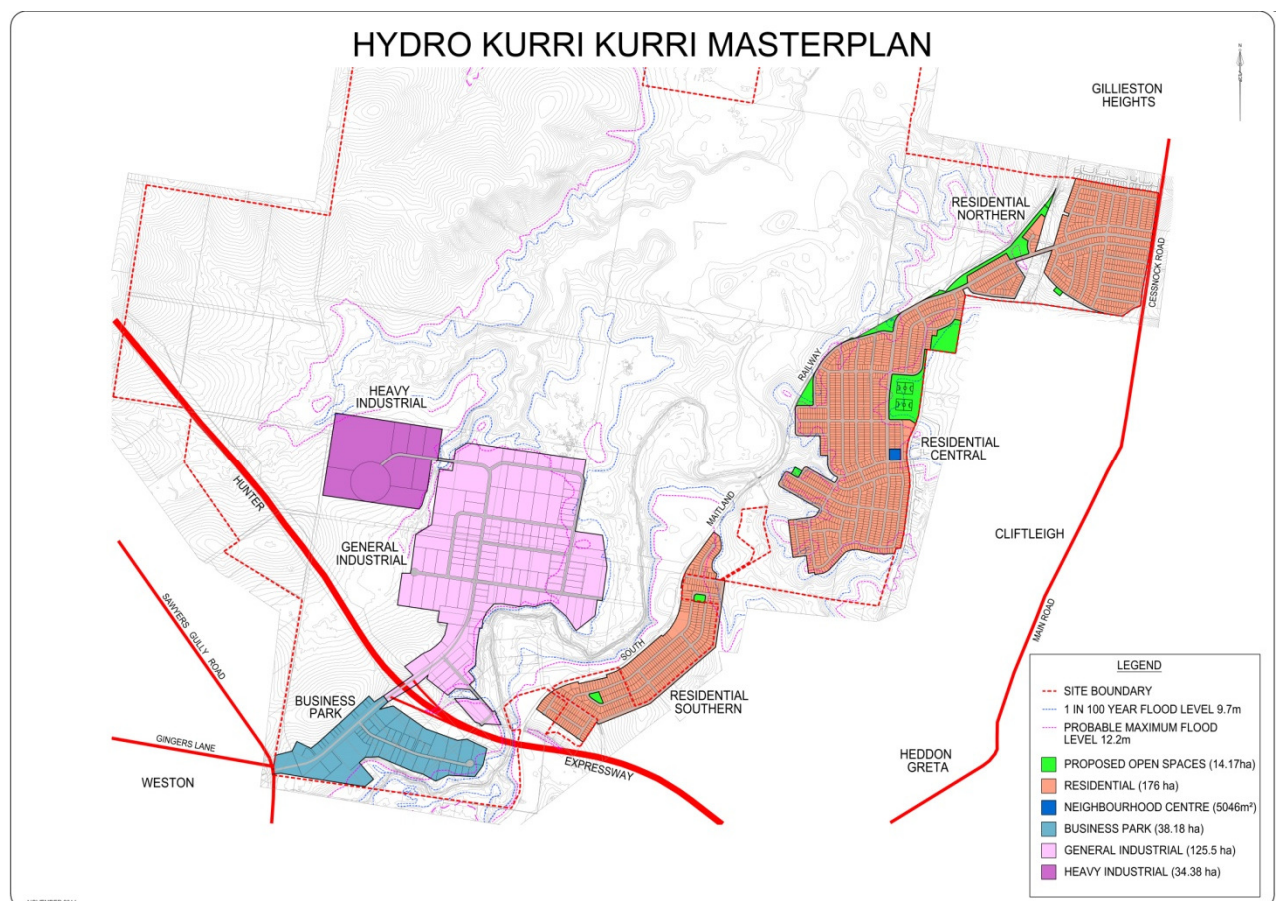 HYDRO KURRI KURRI MASTERPLAN
N
GILLIESTON
HEIGHTS
RESIDENTIAL
NORTHERN
CESSNOCK ROAD
RAILWAY
HEAVY
INDUSTRIAL
RESIDENTIAL
CENTRAL
HUNTER
MAITLAND
CLIFTLEIGH
GENERAL
INDUSTRIAL
SAWYERS GULLY ROAD
MAIN ROAD
SOUTH
RESIDENTIAL
SOUTHERN
BUSINESS
PARK
GINGERS LANE
WESTON
EXPRESSWAY
HEDDON
GRETA
LEGEND
SITE BOUNDARY
1 IN 100 YEAR FLOOD LEVEL 9.7m
PROBABLE MAXIMUM FLOOD
LEVEL 12.2m
PROPOSED OPEN SPACES (14.17ha)
RESIDENTIAL (176 ha)
NEIGHBOURHOOD CENTRE (5046m²)
BUSINESS PARK (38.18 ha)
GENERAL INDUSTRIAL (125.5 ha)
HEAVY INDUSTRIAL (34.38 ha)